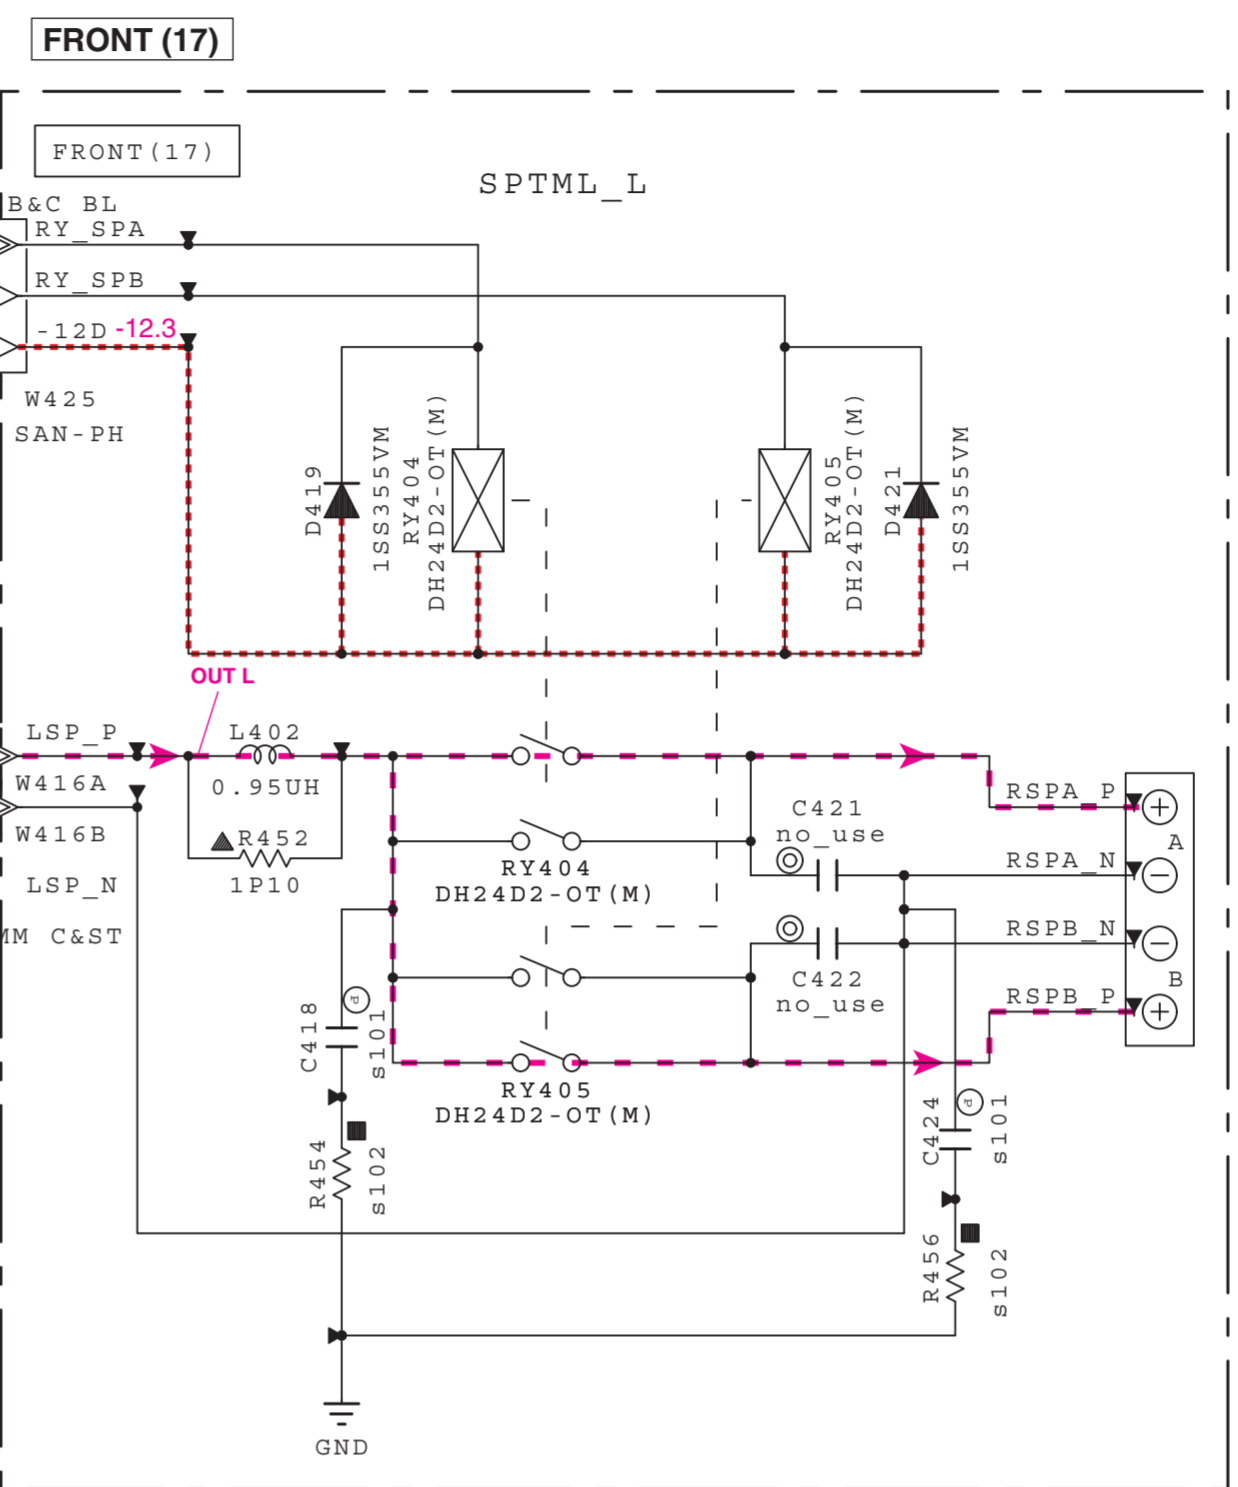 FRONT (17)
FRONT(17)
SPTML_L
B&C BL
RY_SPA
RY_SPB
-12D -12.3
W425
SAN-PH
D419
1SS355VM
RY404
DH24D2-OT(M)
RY405
DH24D2-OT(M)
D421
1SS355VM
OUT L
LSP_P
L402
W416A
0.95UH
W416B
R452
1P10
LSP_N
MM C&ST
RY404
DH24D2-OT(M)
C421
no_use
RSPA_P
+
A
RSPA_N
−
RSPB_N
−
C422
no_use
B
RSPB_P
+
C418
P
s101
RY405
DH24D2-OT(M)
R454
s102
C424
P
s101
R456
s102
GND